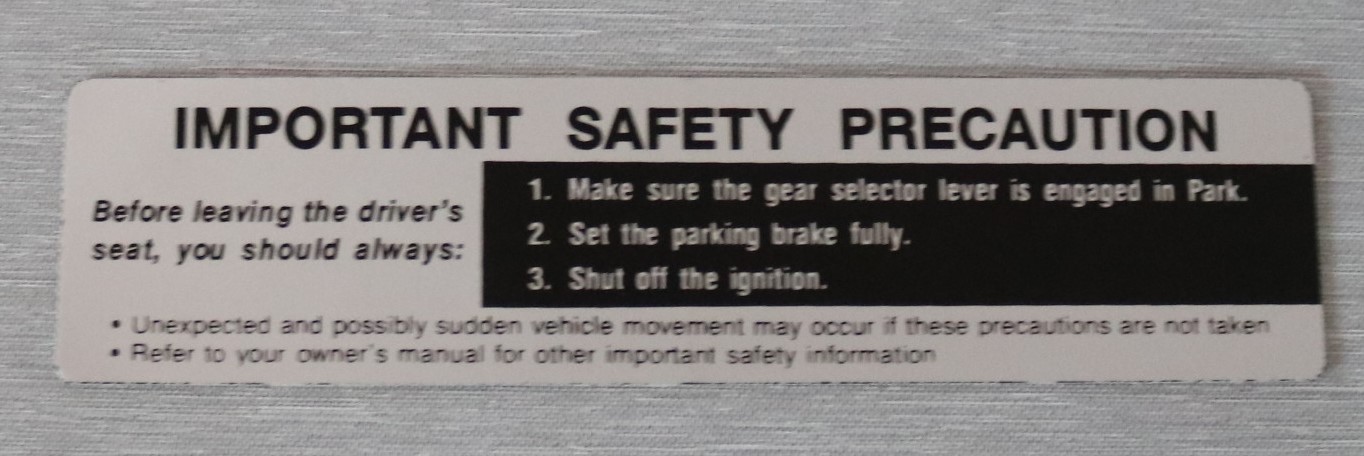 IMPORTANT SAFETY PRECAUTION
Before leaving the driver's
seat, you should always:
1. Make sure the gear selector lever is engaged in Park.
2. Set the parking brake fully.
3. Shut off the ignition.
• Unexpected and possibly sudden vehicle movement may occur if these precautions are not taken
• Refer to your owner's manual for other important safety information